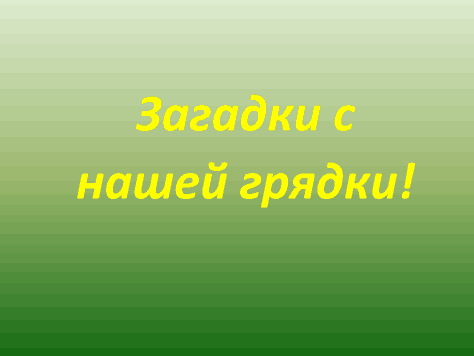 Загадки с
нашей грядки!